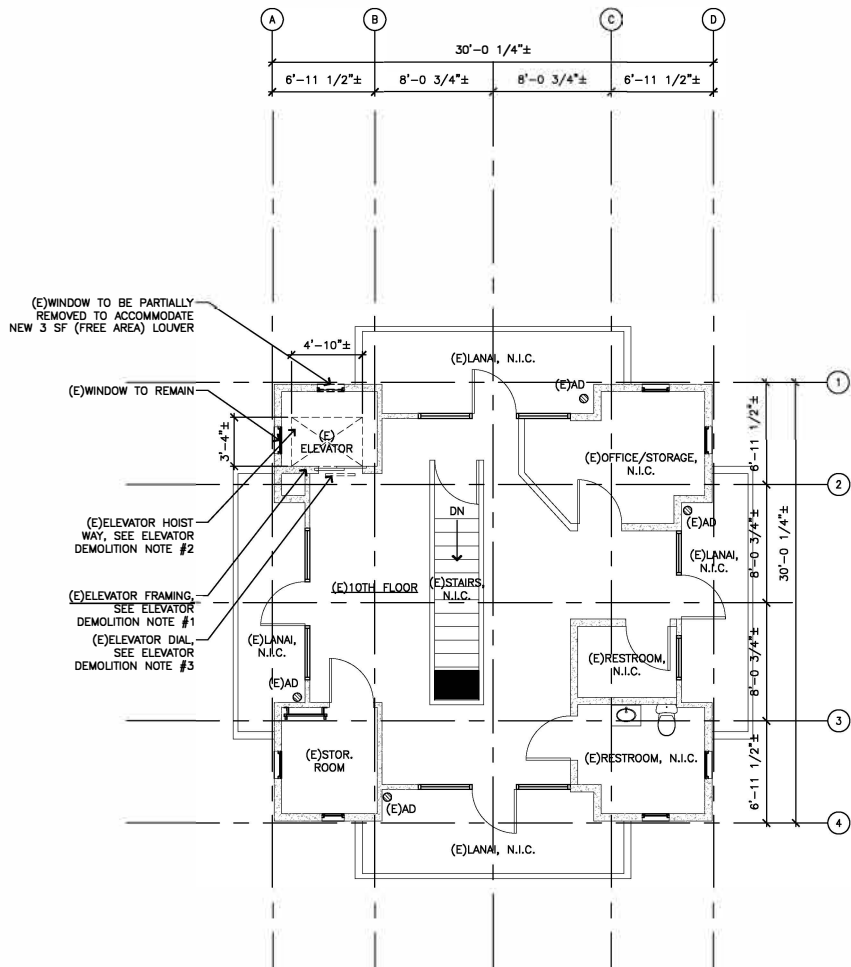 A
B
C
D
30'-0 1/4"±
6'-11 1/2"±
8'-0 3/4"±
8'-0 3/4"±
6'-11 1/2"±
(E)WINDOW TO BE PARTIALLY
REMOVED TO ACCOMMODATE
NEW 3 SF (FREE AREA) LOUVER
4'-10"±
(E)LANAI, N.I.C.
1
(E)WINDOW TO REMAIN
(E)AD
6'-11 1/2"±
3'-4"±
(E)
ELEVATOR
(E)OFFICE/STORAGE,
N.I.C.
2
(E)ELEVATOR HOIST
WAY, SEE ELEVATOR
DEMOLITION NOTE #2
DN
(E)AD
8'-0 3/4"±
30'-0 1/4"±
(E)LANAI,
N.I.C.
(E)ELEVATOR FRAMING,
SEE ELEVATOR
DEMOLITION NOTE #1
(E)10TH FLOOR
(E)STAIRS,
N.I.C.
(E)ELEVATOR DIAL,
SEE ELEVATOR
DEMOLITION NOTE #3
(E)LANAI,
N.I.C.
(E)RESTROOM,
N.I.C.
8'-0 3/4"±
(E)AD
3
(E)STOR.
ROOM
(E)RESTROOM, N.I.C.
6'-11 1/2"±
(E)AD
4
(E)LANAI, N.I.C.